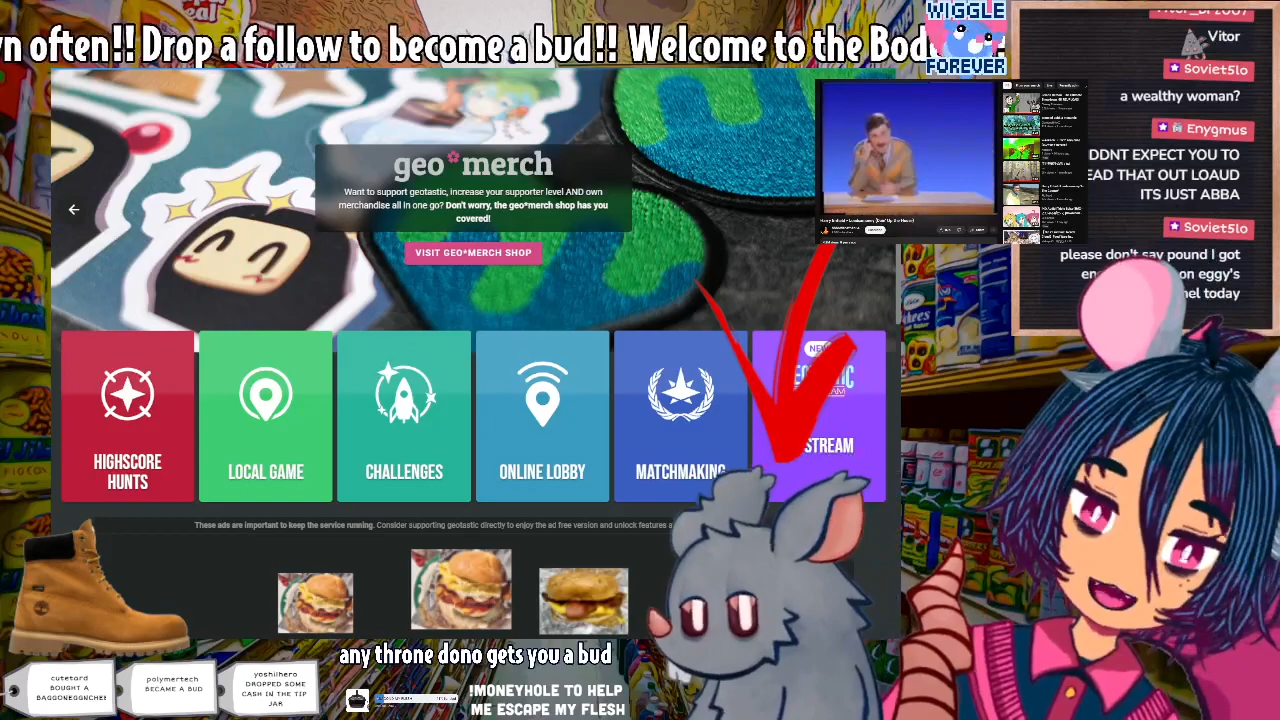 n often!! Drop a follow to become a bud!! Welcome to the Bod
WIGGLE
FOREVER
geo merch
Want to support geotastic, increase your supporter level AND own
merchandise all in one go? Don't worry, the geo*merch shop has you
covered!
VISIT GEO*MERCH SHOP
Vitor
Soviet5lo
a wealthy woman?
Enygmus
DDNT EXPECT YOU TO
EAD THAT OUT LOAUD
ITS JUST ABBA
Soviet5lo
please don't say pound I got
on eggy's
today
NEW
HIGHSCORE
HUNTS
LOCAL GAME
CHALLENGES
ONLINE LOBBY
MATCHMAKING
STREAM
These ads are important to keep the service running. Consider supporting geotastic directly to enjoy the ad free version and unlock features
any throne dono gets you a bud
cutetard
BOUGHT A
BAGGONEGGNCHEE
polymertech
BECAME A BUD
yoshilhero
DROPPED SOME
CASH IN THE TIP
JAR
!MONEYHOLE TO HELP
ME ESCAPE MY FLESH